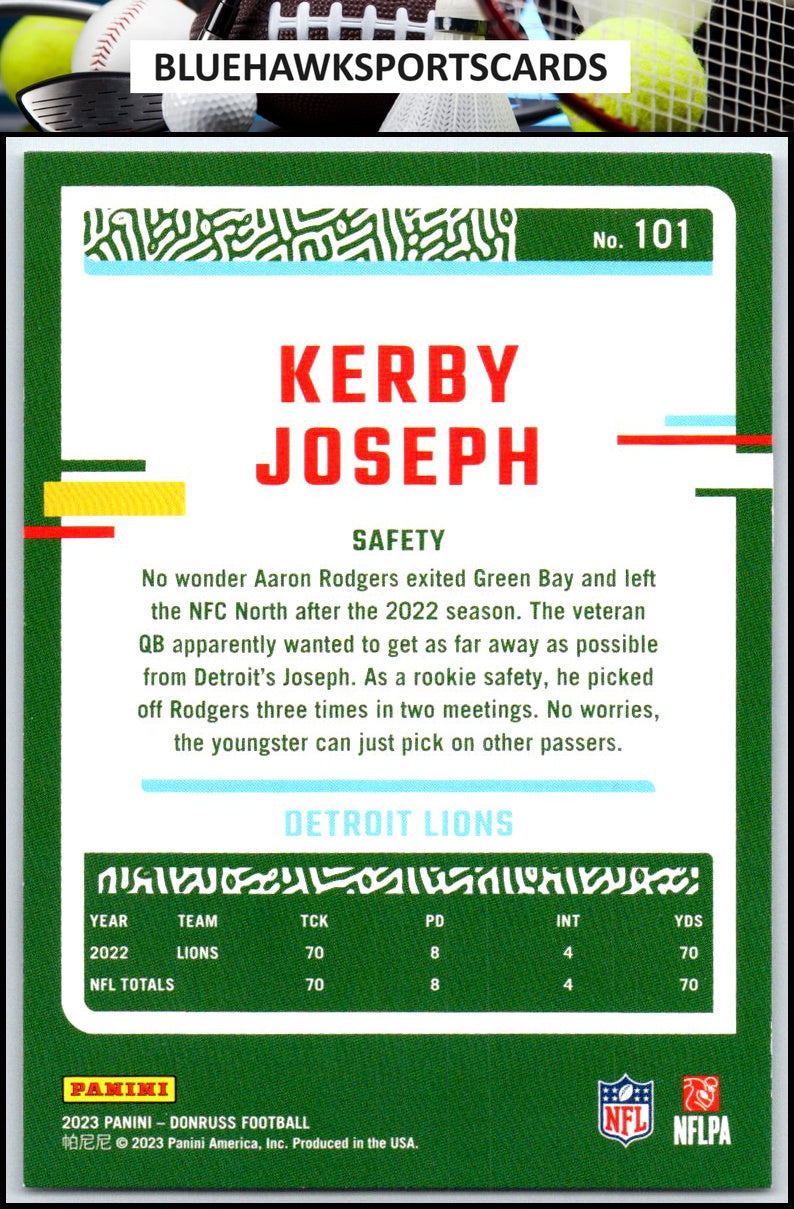 BLUEHAWKSPORTSCARDS
No. 101
KERBY
JOSEPH
SAFETY
No wonder Aaron Rodgers exited Green Bay and left
the NFC North after the 2022 season. The veteran
QB apparently wanted to get as far away as possible
from Detroit's Joseph. As a rookie safety, he picked
off Rodgers three times in two meetings. No worries,
the youngster can just pick on other passers.
DETROIT LIONS
YEAR TEAM TCK PD INT YDS
2022 LIONS 70 8 4 70
NFL TOTALS 70 8 4 70
PANINI
2023 PANINI – DONRUSS FOOTBALL
帕尼尼 © 2023 Panini America, Inc. Produced in the USA.
NFL
NFLPA